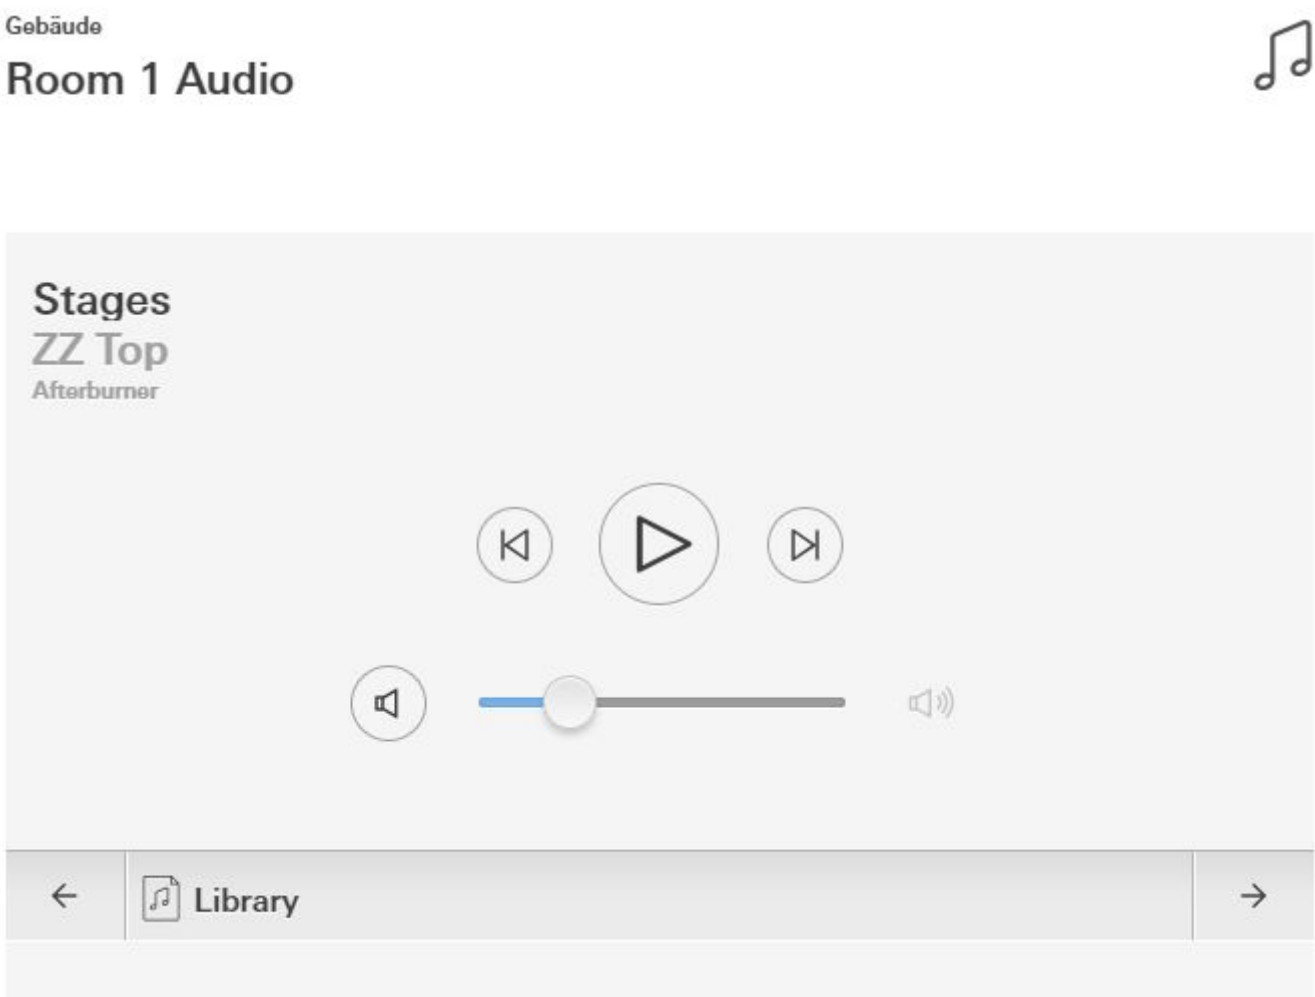 Gebäude
Room 1 Audio
Stages
ZZ Top
Afterburner
Library